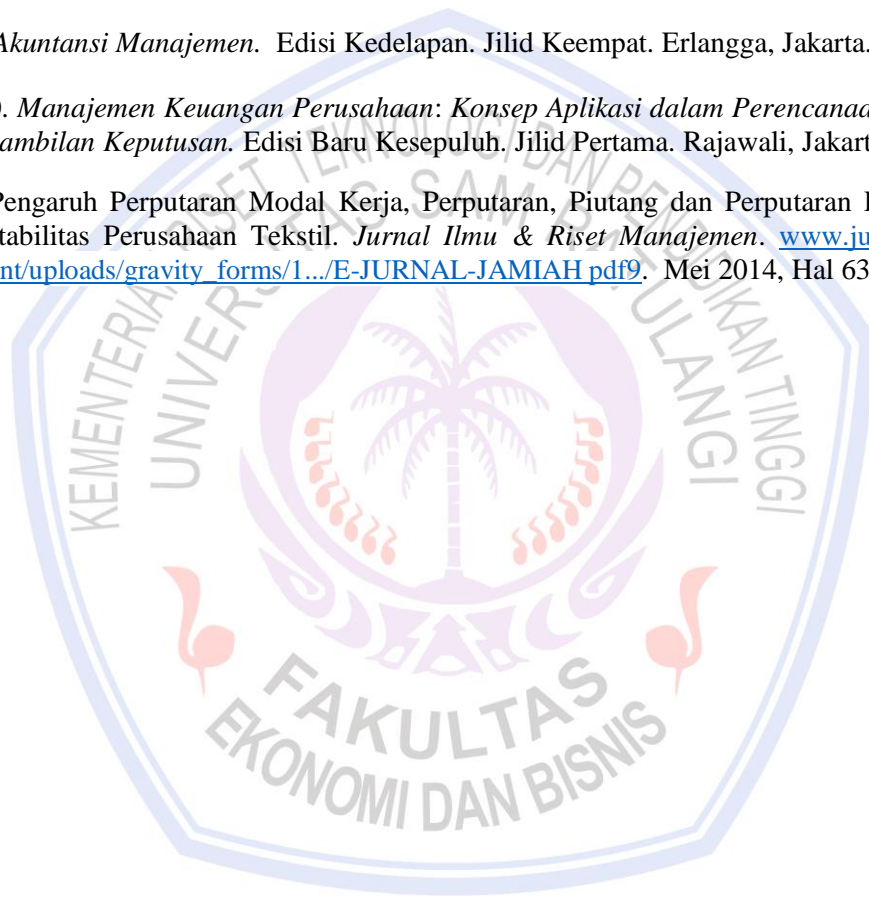 Akuntansi Manajemen. Edisi Kedelapan. Jilid Keempat. Erlangga, Jakarta.
). Manajemen Keuangan Perusahaan: Konsep Aplikasi dalam Perencanaa
ambilan Keputusan. Edisi Baru Kesepuluh. Jilid Pertama. Rajawali, Jakart
Pengaruh Perputaran Modal Kerja, Perputaran, Piutang dan Perputaran
tabilitas Perusahaan Tekstil. Jurnal Ilmu & Riset Manajemen. www.ju
nt/uploads/gravity_forms/1.../E-JURNAL-JAMIAH pdf9. Mei 2014, Hal 63
KEMENTERIAN RISET TEKNOLOGI DAN PENDIDIKAN TINGGI
UNIVERSITAS SAM RATULANGI
FAKULTAS
EKONOMI DAN BISNIS